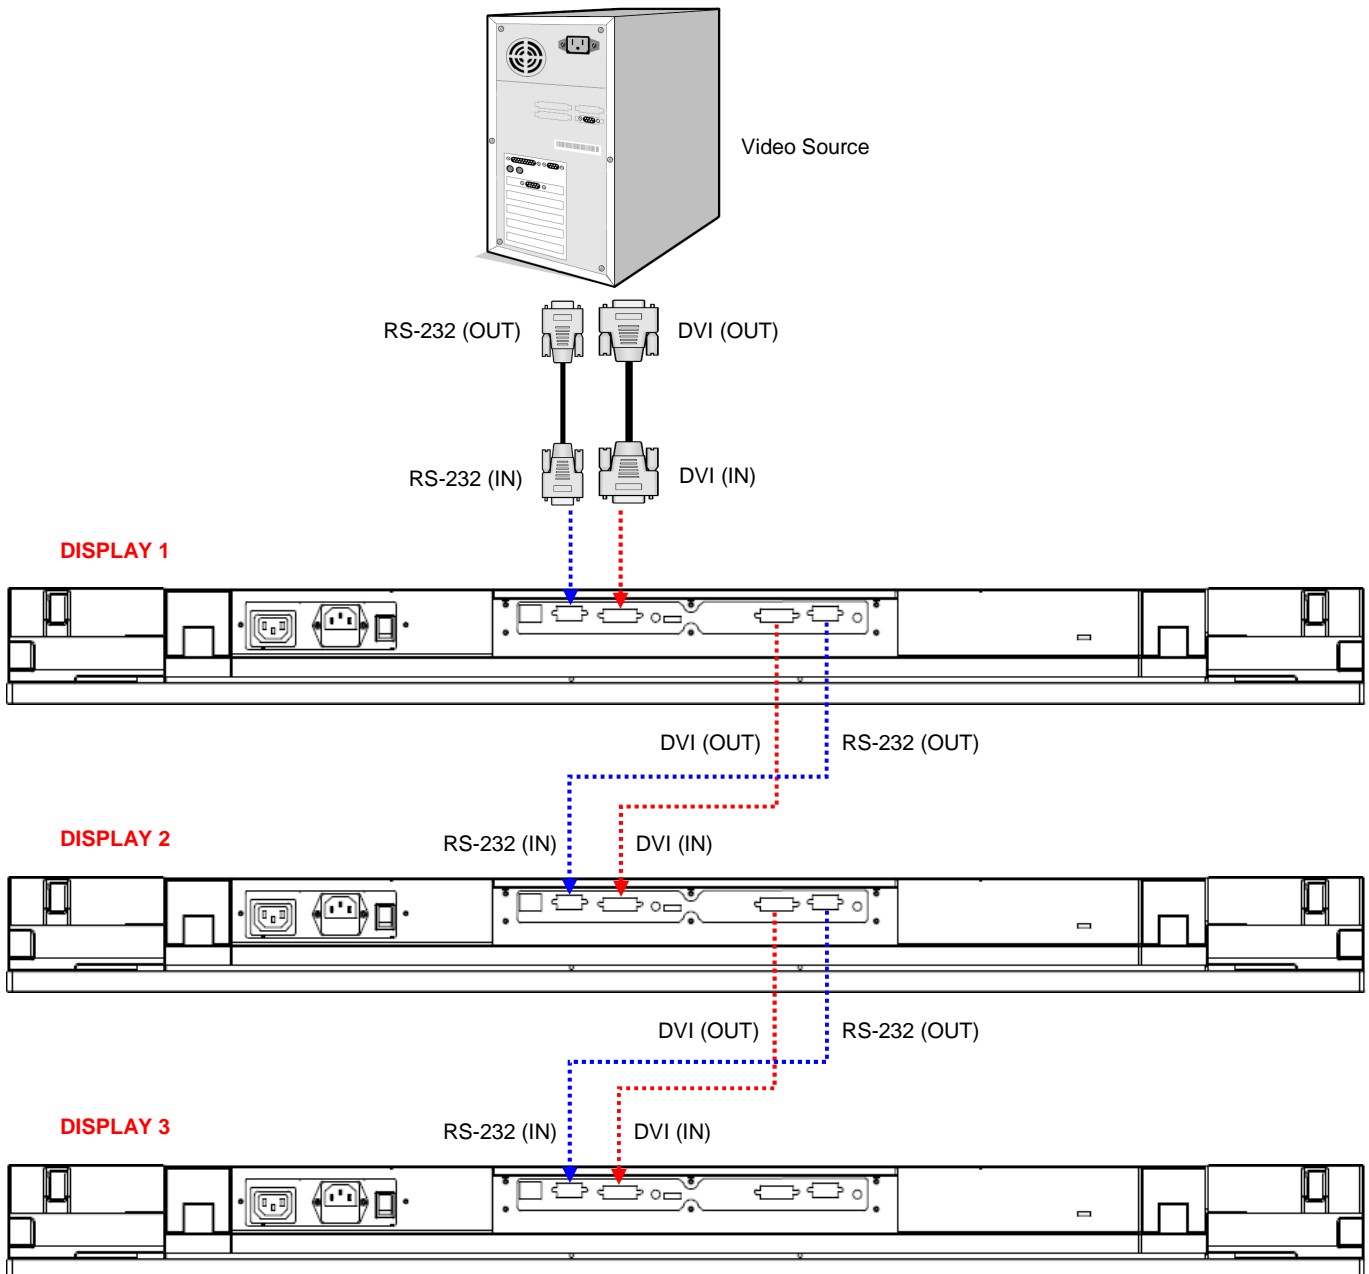 Video Source
RS-232 (OUT)
DVI (OUT)
RS-232 (IN)
DVI (IN)
DISPLAY 1
DVI (OUT)
RS-232 (OUT)
DISPLAY 2
RS-232 (IN)
DVI (IN)
DVI (OUT)
RS-232 (OUT)
DISPLAY 3
RS-232 (IN)
DVI (IN)